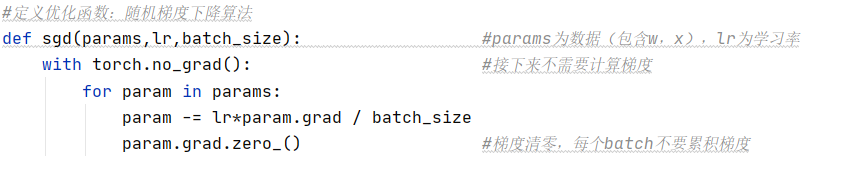 #定义优化函数：随机梯度下降算法
def sgd(params,lr,batch_size): #params为数据（包含w，x），lr为学习率
with torch.no_grad(): #接下来不需要计算梯度
for param in params:
param -= lr*param.grad / batch_size
param.grad.zero_() #梯度清零，每个batch不要累积梯度